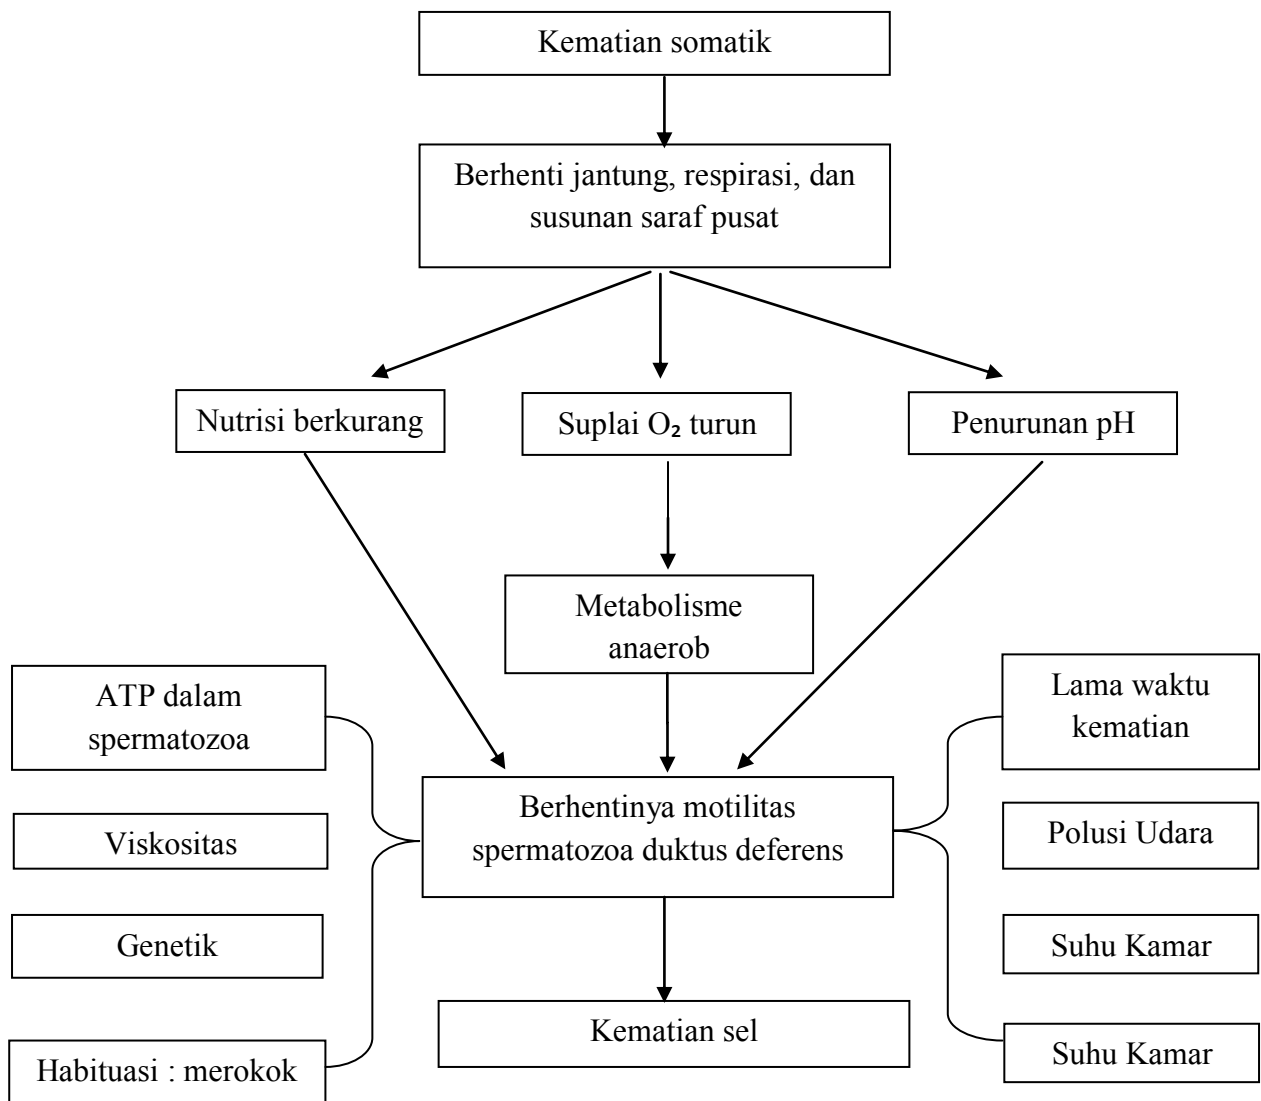 Kematian somatik
Berhenti jantung, respirasi, dan
susunan saraf pusat
Nutrisi berkurang
Suplai O₂ turun
Penurunan pH
Metabolisme
anaerob
ATP dalam
spermatozoa
Viskositas
Genetik
Habituasi : merokok
Berhentinya motilitas
spermatozoa duktus deferens
Lama waktu
kematian
Polusi Udara
Suhu Kamar
Suhu Kamar
Kematian sel